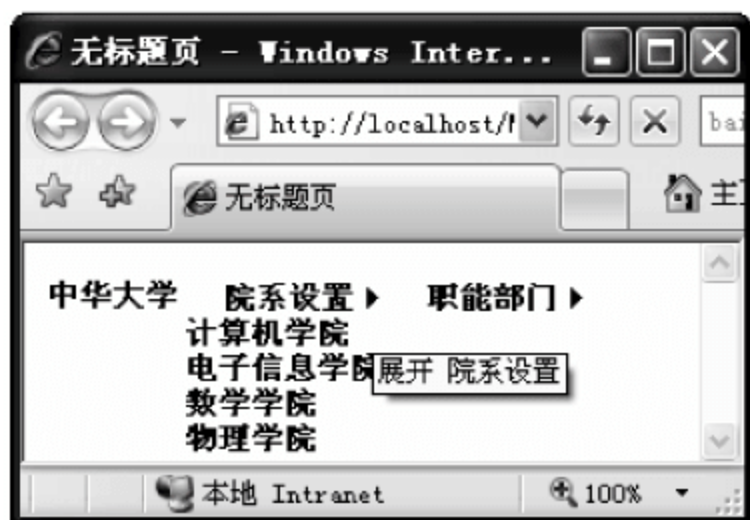 无标题页 - Windows Inter...
http://localhost/
无标题页
中华大学 院系设置 职能部门
计算机学院
电子信息学院
展开 院系设置
数学学院
物理学院
本地 Intranet 100%